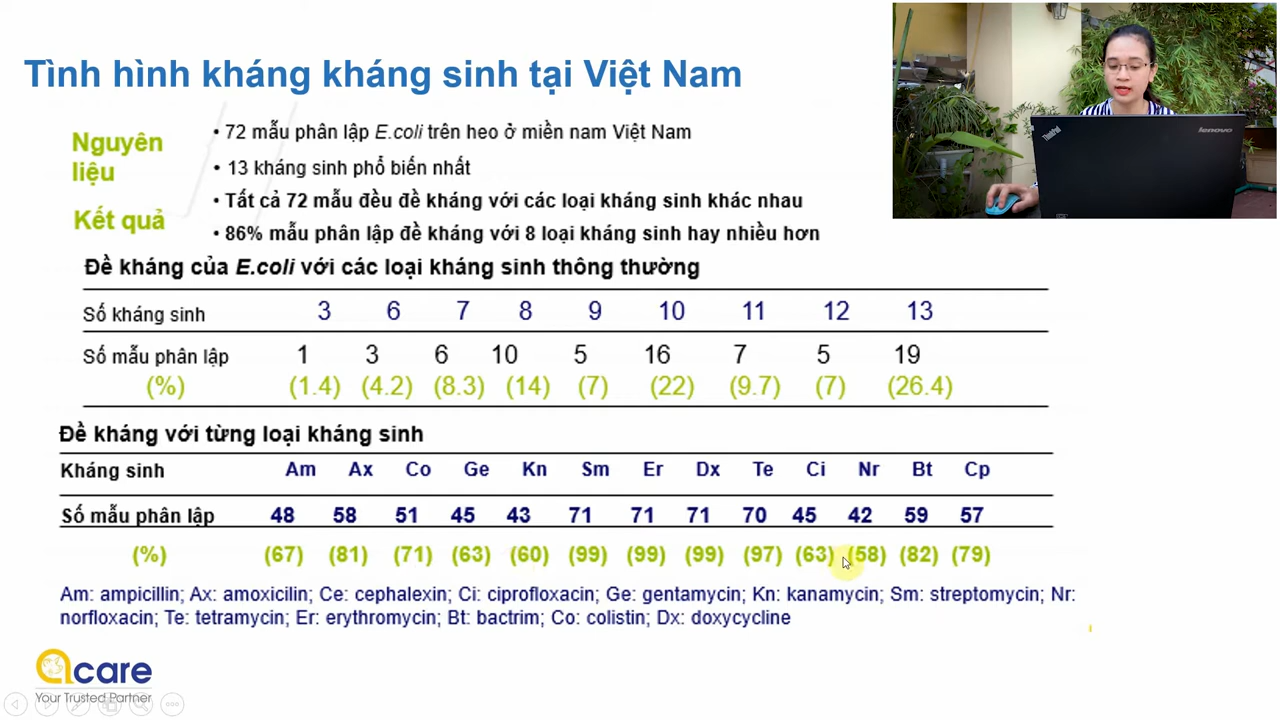 Tình hình kháng kháng sinh tại Việt Nam
Nguyên liệu
• 72 mẫu phân lập E.coli trên heo ở miền nam Việt Nam
• 13 kháng sinh phổ biến nhất
Kết quả
• Tất cả 72 mẫu đều đề kháng với các loại kháng sinh khác nhau
• 86% mẫu phân lập đề kháng với 8 loại kháng sinh hay nhiều hơn
Đề kháng của E.coli với các loại kháng sinh thông thường
Số kháng sinh 3 6 7 8 9 10 11 12 13
Số mẫu phân lập 1 3 6 10 5 16 7 5 19
(%) (1.4) (4.2) (8.3) (14) (7) (22) (9.7) (7) (26.4)
Đề kháng với từng loại kháng sinh
Kháng sinh Am Ax Co Ge Kn Sm Er Dx Te Ci Nr Bt Cp
Số mẫu phân lập 48 58 51 45 43 71 71 71 70 45 42 59 57
(%) (67) (81) (71) (63) (60) (99) (99) (99) (97) (63) (58) (82) (79)
Am: ampicillin; Ax: amoxicilin; Ce: cephalexin; Ci: ciprofloxacin; Ge: gentamycin; Kn: kanamycin; Sm: streptomycin; Nr:
norfloxacin; Te: tetramycin; Er: erythromycin; Bt: bactrim; Co: colistin; Dx: doxycycline
acare
Your Trusted Partner
ThinkPad
lenovo